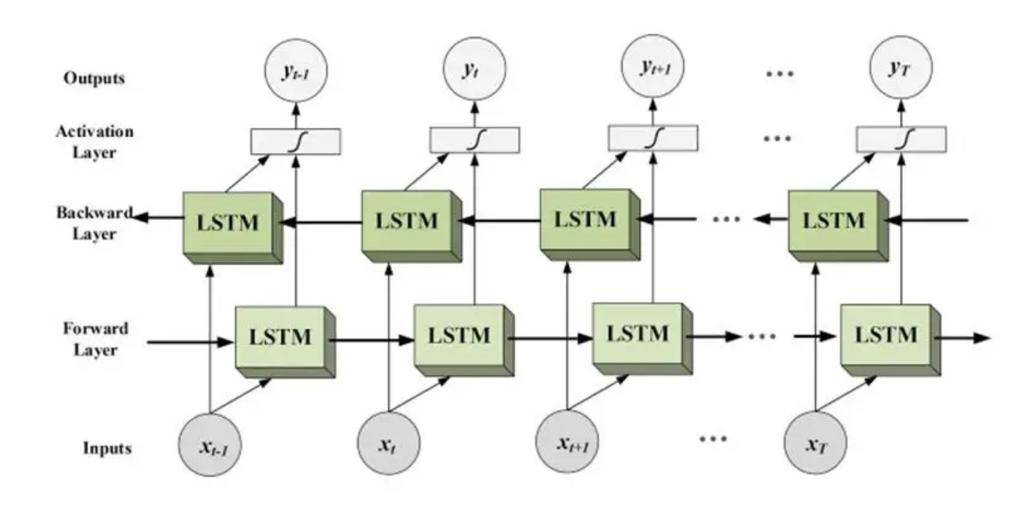 Outputs
y_{t-1} y_t y_{t+1} ... y_T
Activation
Layer
...
Backward
Layer
LSTM LSTM LSTM ... LSTM
Forward
Layer
LSTM LSTM LSTM ... LSTM
Inputs
x_{t-1} x_t x_{t+1} ... x_T